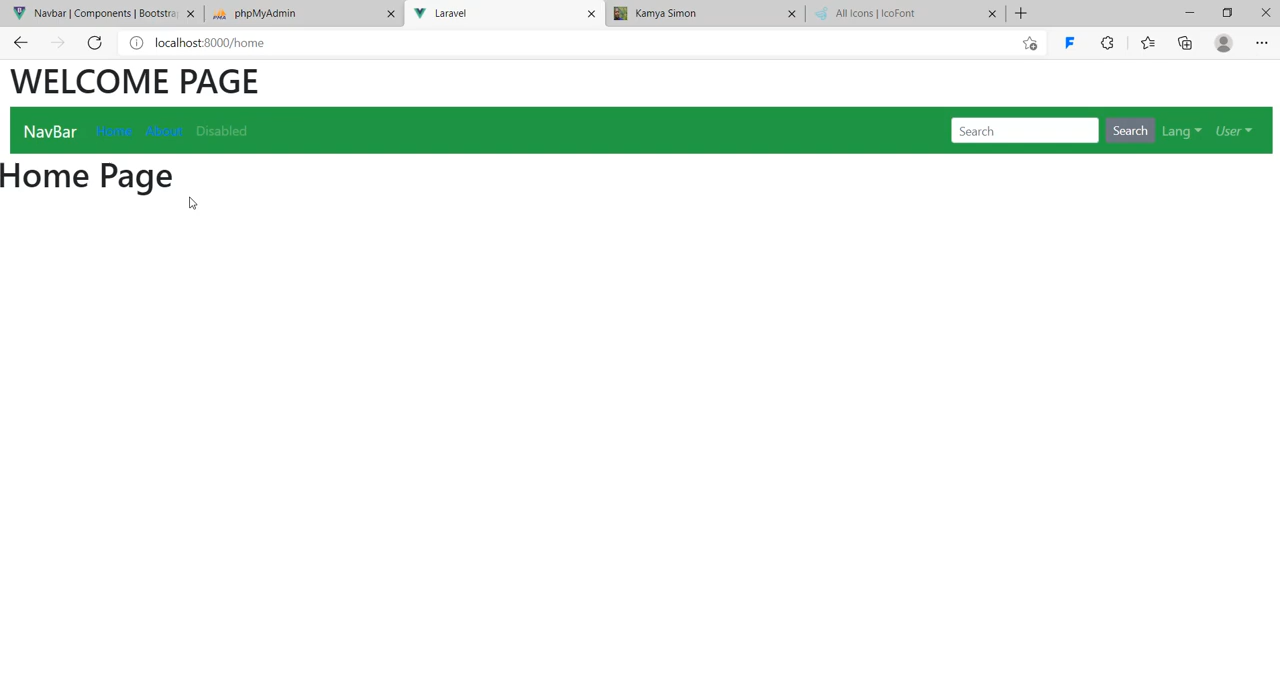 Navbar | Components | Bootstra
phpMyAdmin
Laravel
Kamya Simon
All Icons | IcoFont
localhost:8000/home
WELCOME PAGE
NavBar Home About Disabled Search Search Lang User
Home Page